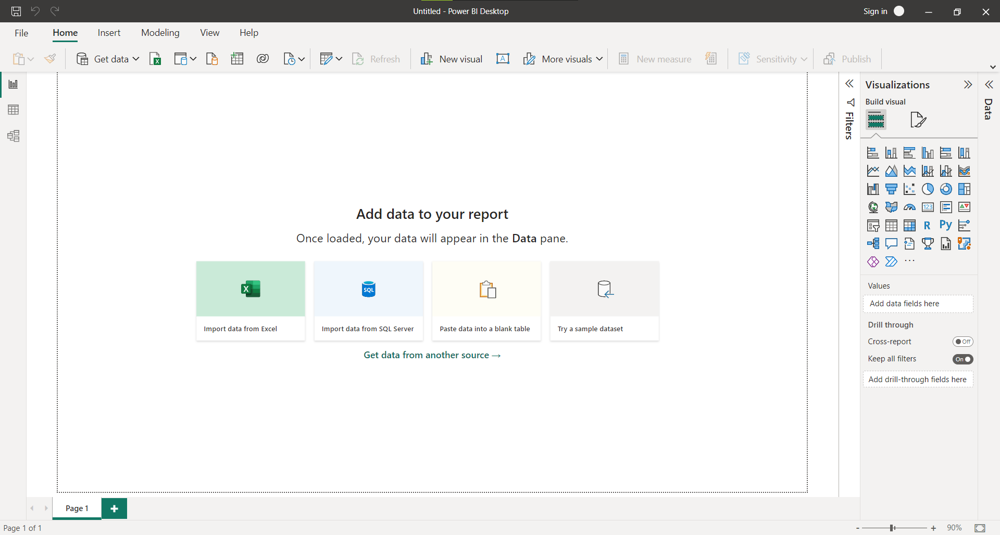 Untitled - Power BI Desktop
Sign in
File
Home
Insert
Modeling
View
Help
Get data
Refresh
New visual
More visuals
New measure
Sensitivity
Publish
Filters
Visualizations
Build visual
Data
123
R
Py
...
Values
Add data fields here
Drill through
Cross-report
Off
Keep all filters
On
Add drill-through fields here
Add data to your report
Once loaded, your data will appear in the Data pane.
X
SQL
Import data from Excel
Import data from SQL Server
Paste data into a blank table
Try a sample dataset
Get data from another source →
Page 1
+
Page 1 of 1
-
+
90%